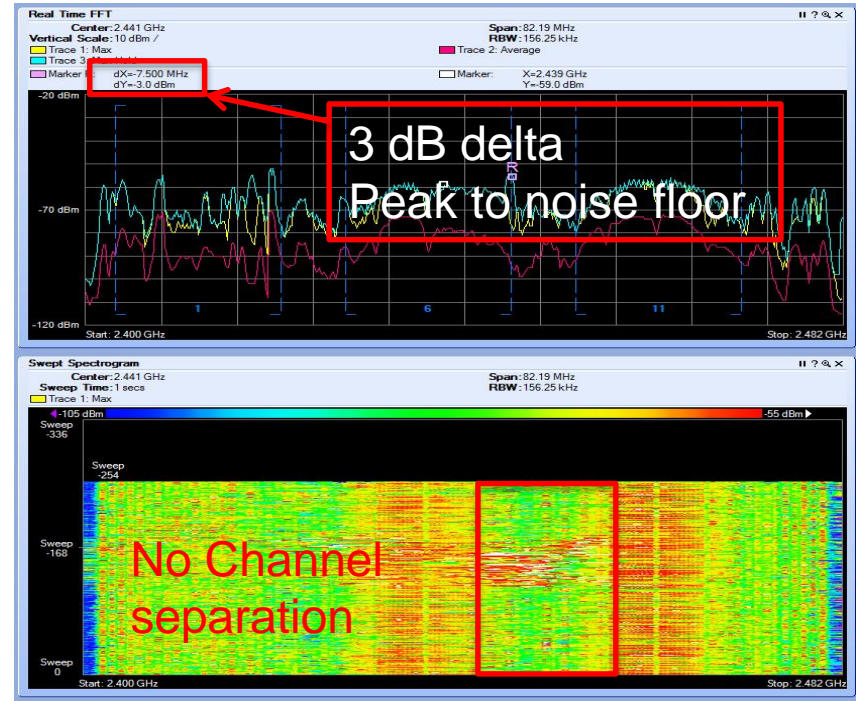 Real Time FFT
Center: 2.441 GHz Span: 82.19 MHz
Vertical Scale: 10 dBm / RBW: 156.25 kHz
Trace 1: Max Trace 2: Average
Trace 3: Max Hold
Marker R: dX=-7.500 MHz Marker: X=2.439 GHz
dY=-3.0 dBm Y=-59.0 dBm
-20 dBm
3 dB delta
R
Peak to noise floor
-70 dBm
1 6 11
-120 dBm
Start: 2.400 GHz Stop: 2.482 GHz
Swept Spectrogram
Center: 2.441 GHz Span: 82.19 MHz
Sweep Time: 1 secs RBW: 156.25 kHz
Trace 1: Max
-105 dBm -55 dBm
Sweep
-336
Sweep
-254
Sweep
-168
No Channel
separation
Sweep
0
Start: 2.400 GHz Stop: 2.482 GHz